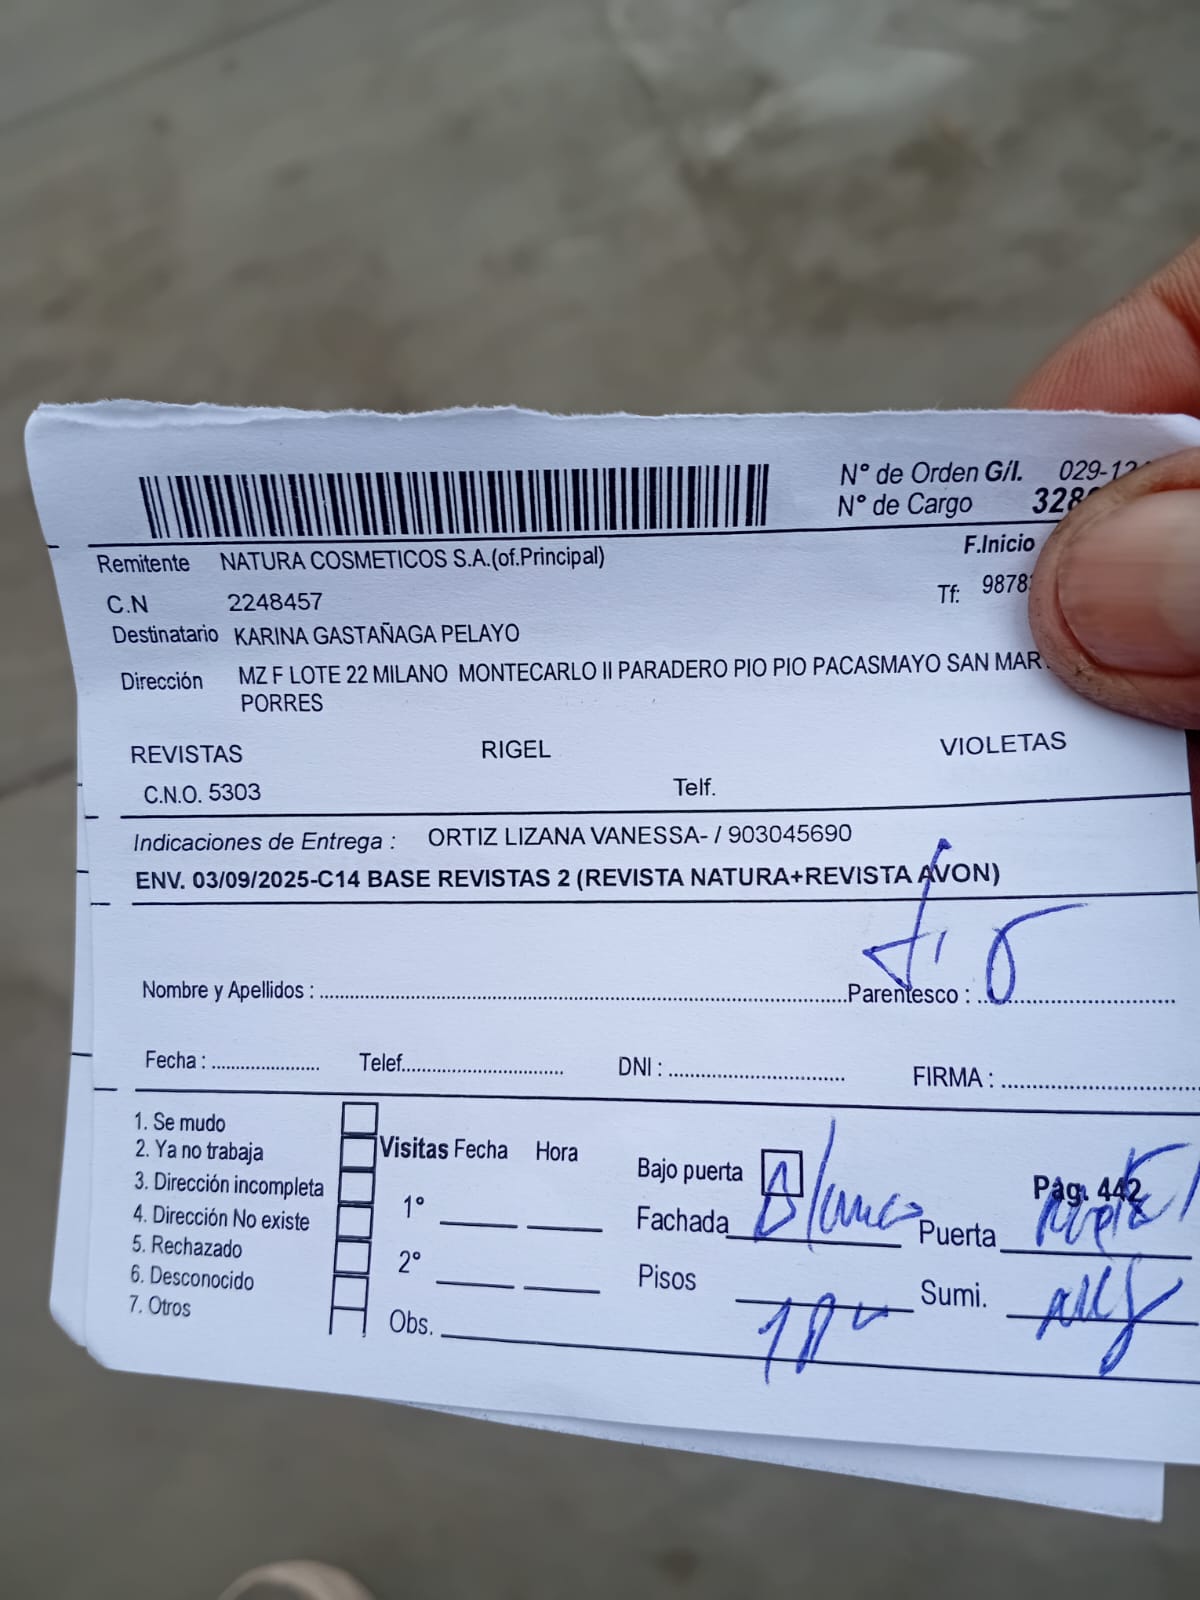 N° de Orden G/I. 029-12
N° de Cargo 328
Remitente NATURA COSMETICOS S.A.(of.Principal) F.Inicio
C.N 2248457 Tf: 9878
Destinatario KARINA GASTAÑAGA PELAYO
Dirección MZ F LOTE 22 MILANO MONTECARLO II PARADERO PIO PIO PACASMAYO SAN MAR
PORRES
REVISTAS RIGEL VIOLETAS
C.N.O. 5303 Telf.
Indicaciones de Entrega : ORTIZ LIZANA VANESSA- / 903045690
ENV. 03/09/2025-C14 BASE REVISTAS 2 (REVISTA NATURA+REVISTA AVON)
Nombre y Apellidos : Parentesco :
Fecha : Telef. DNI : FIRMA :
1. Se mudo
2. Ya no trabaja Visitas Fecha Hora Bajo puerta Pág. 442
3. Dirección incompleta 1° Fachada Blanco Puerta
4. Dirección No existe
5. Rechazado 2° Pisos Sumi.
6. Desconocido
7. Otros Obs.